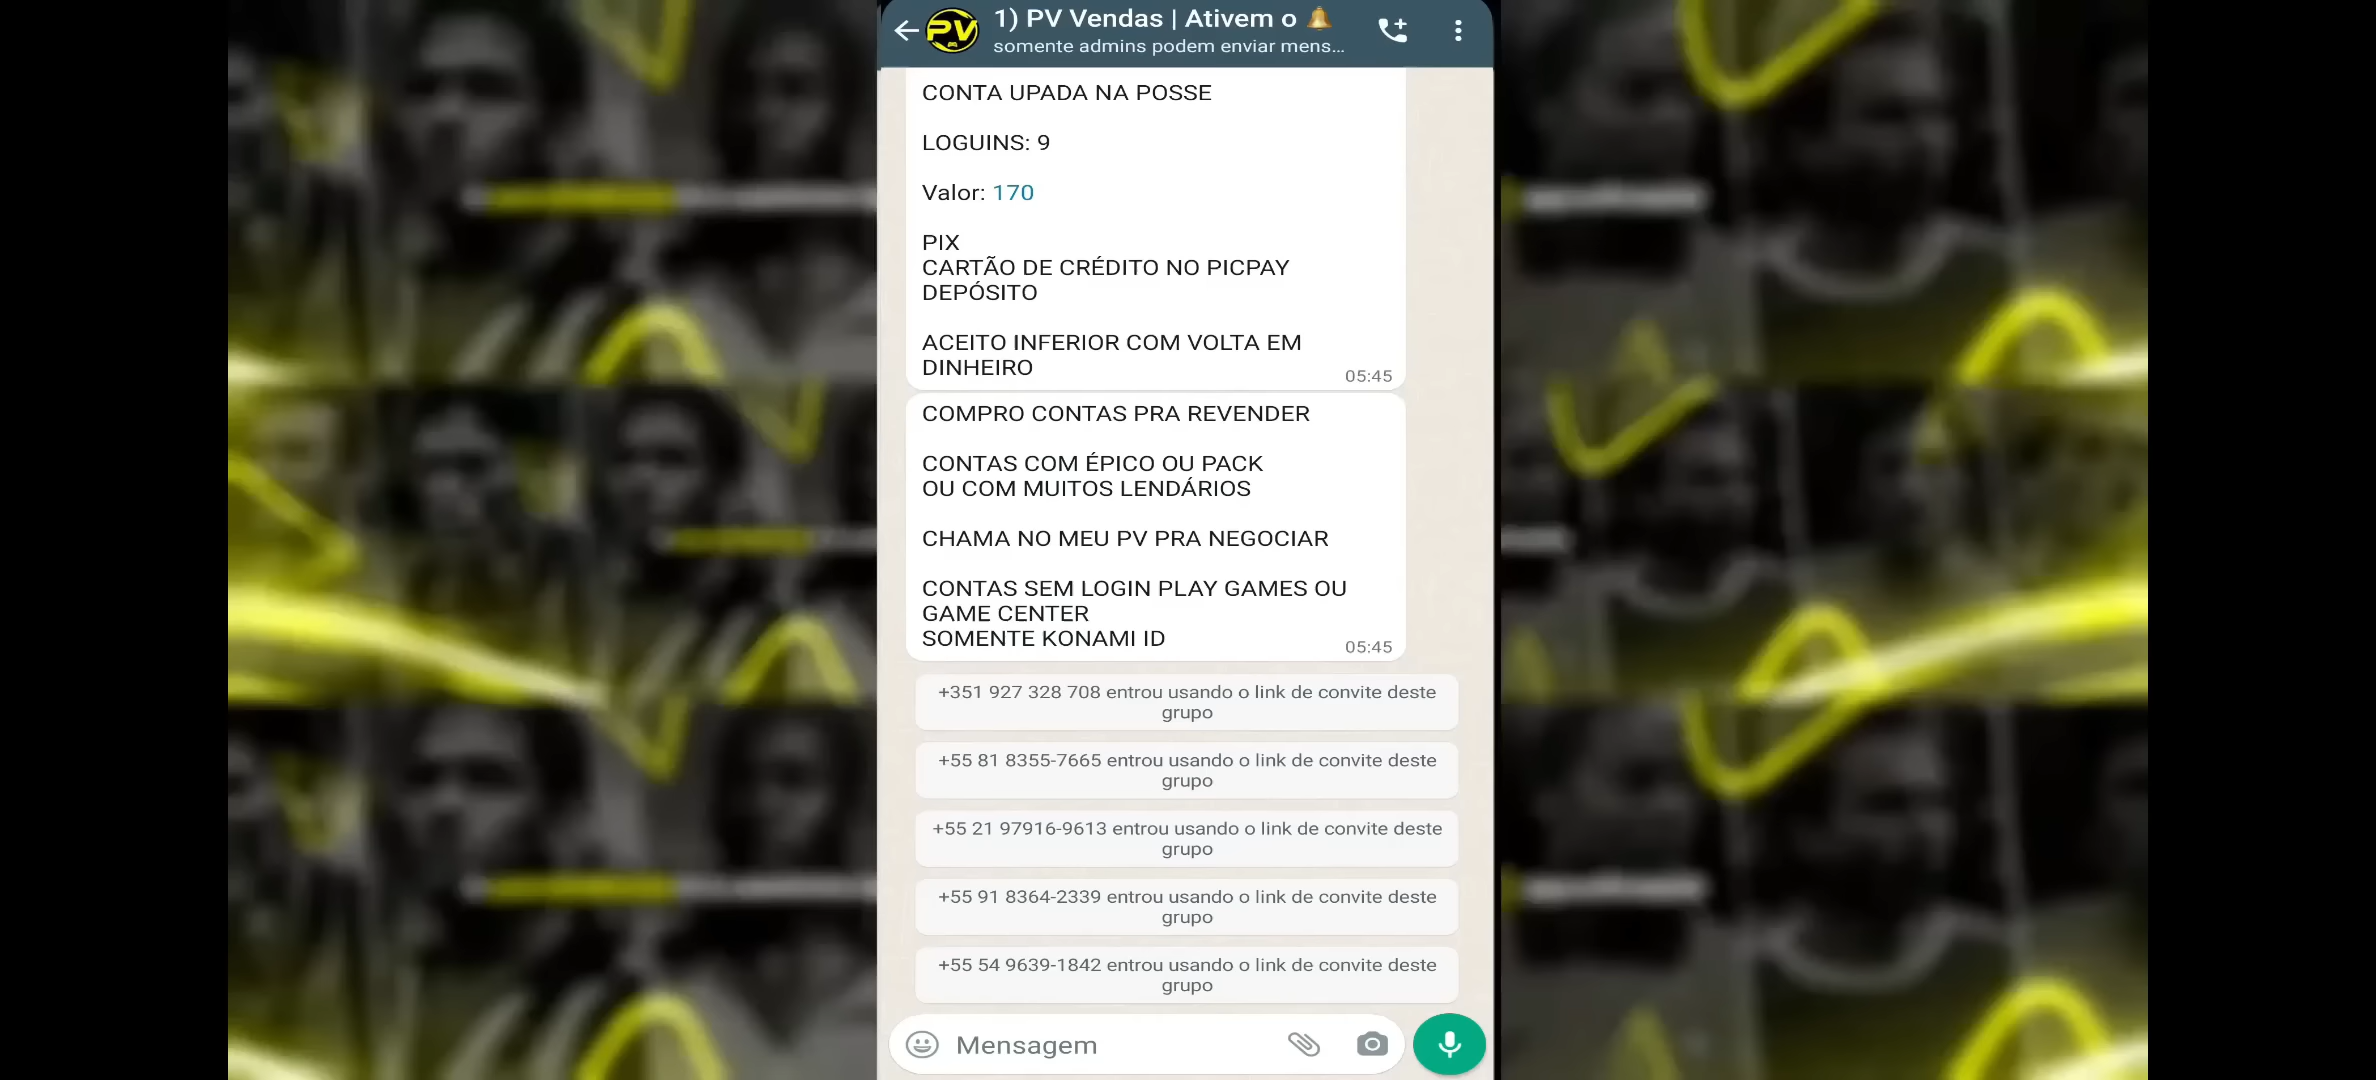 PV
1) PV Vendas | Ativem o 🔔
somente admins podem enviar mens...
CONTA UPADA NA POSSE
LOGUINS: 9
Valor: 170
PIX
CARTÃO DE CRÉDITO NO PICPAY
DEPÓSITO
ACEITO INFERIOR COM VOLTA EM
DINHEIRO
05:45
COMPRO CONTAS PRA REVENDER
CONTAS COM ÉPICO OU PACK
OU COM MUITOS LENDÁRIOS
CHAMA NO MEU PV PRA NEGOCIAR
CONTAS SEM LOGIN PLAY GAMES OU
GAME CENTER
SOMENTE KONAMI ID
05:45
+351 927 328 708 entrou usando o link de convite deste
grupo
+55 81 8355-7665 entrou usando o link de convite deste
grupo
+55 21 97916-9613 entrou usando o link de convite deste
grupo
+55 91 8364-2339 entrou usando o link de convite deste
grupo
+55 54 9639-1842 entrou usando o link de convite deste
grupo
Mensagem